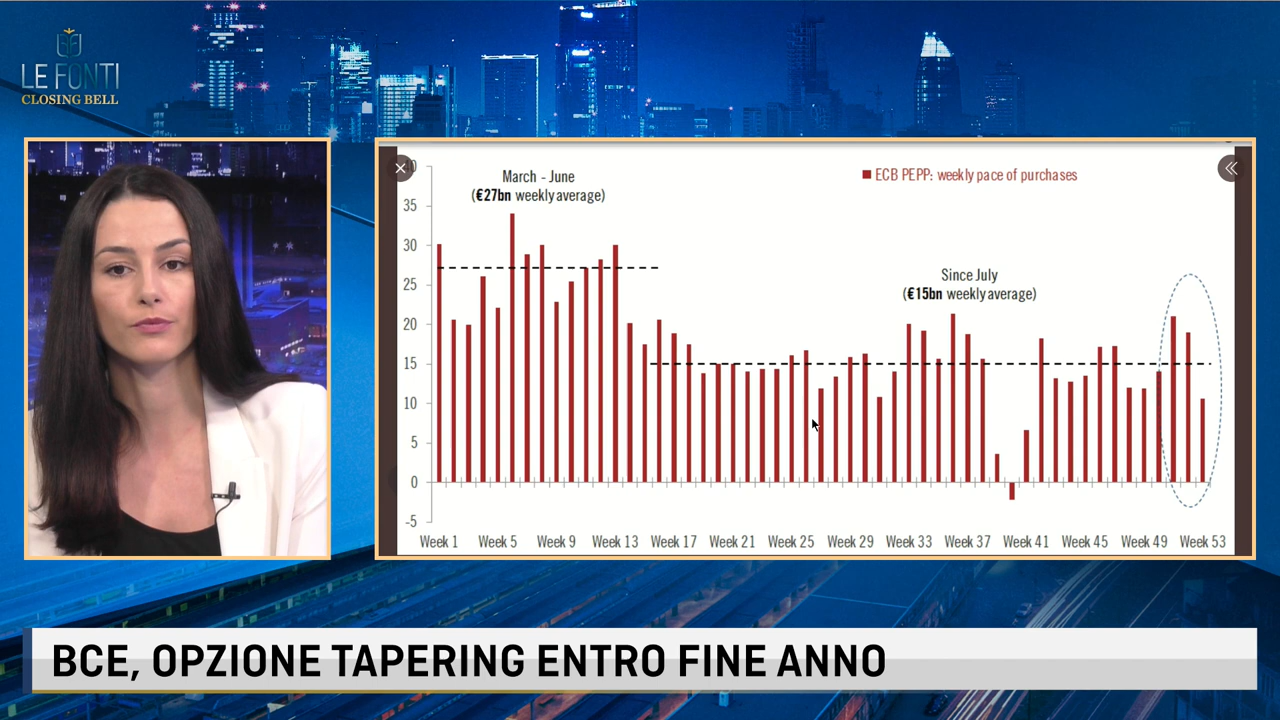 LE FONTI
CLOSING BELL
March - June
(€27bn weekly average)
ECB PEPP: weekly pace of purchases
Since July
(€15bn weekly average)
35
30
25
20
15
10
5
0
-5
Week 1 Week 5 Week 9 Week 13 Week 17 Week 21 Week 25 Week 29 Week 33 Week 37 Week 41 Week 45 Week 49 Week 53
BCE, OPZIONE TAPERING ENTRO FINE ANNO